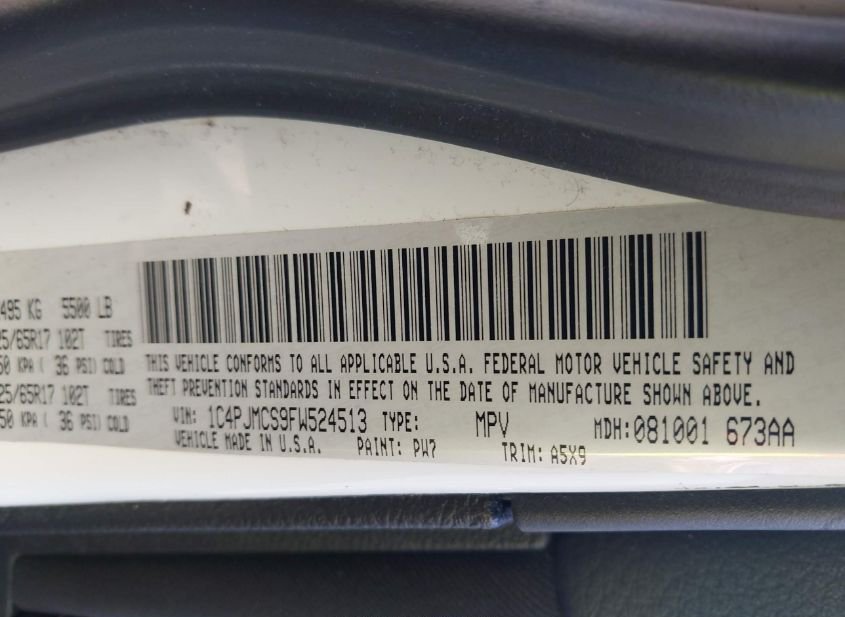 495 KG 5500 LB
5/65R17 102T TIRES
50 KPA ( 36 PSI) COLD
25/65R17 102T TIRES
50 KPA ( 36 PSI) COLD
THIS VEHICLE CONFORMS TO ALL APPLICABLE U.S.A. FEDERAL MOTOR VEHICLE SAFETY AND
THEFT PREVENTION STANDARDS IN EFFECT ON THE DATE OF MANUFACTURE SHOWN ABOVE.
VIN: 1C4PJMCS9FW524513 TYPE: MPV MDH:081001 673AA
VEHICLE MADE IN U.S.A. PAINT: PW7 TRIM: A5X9